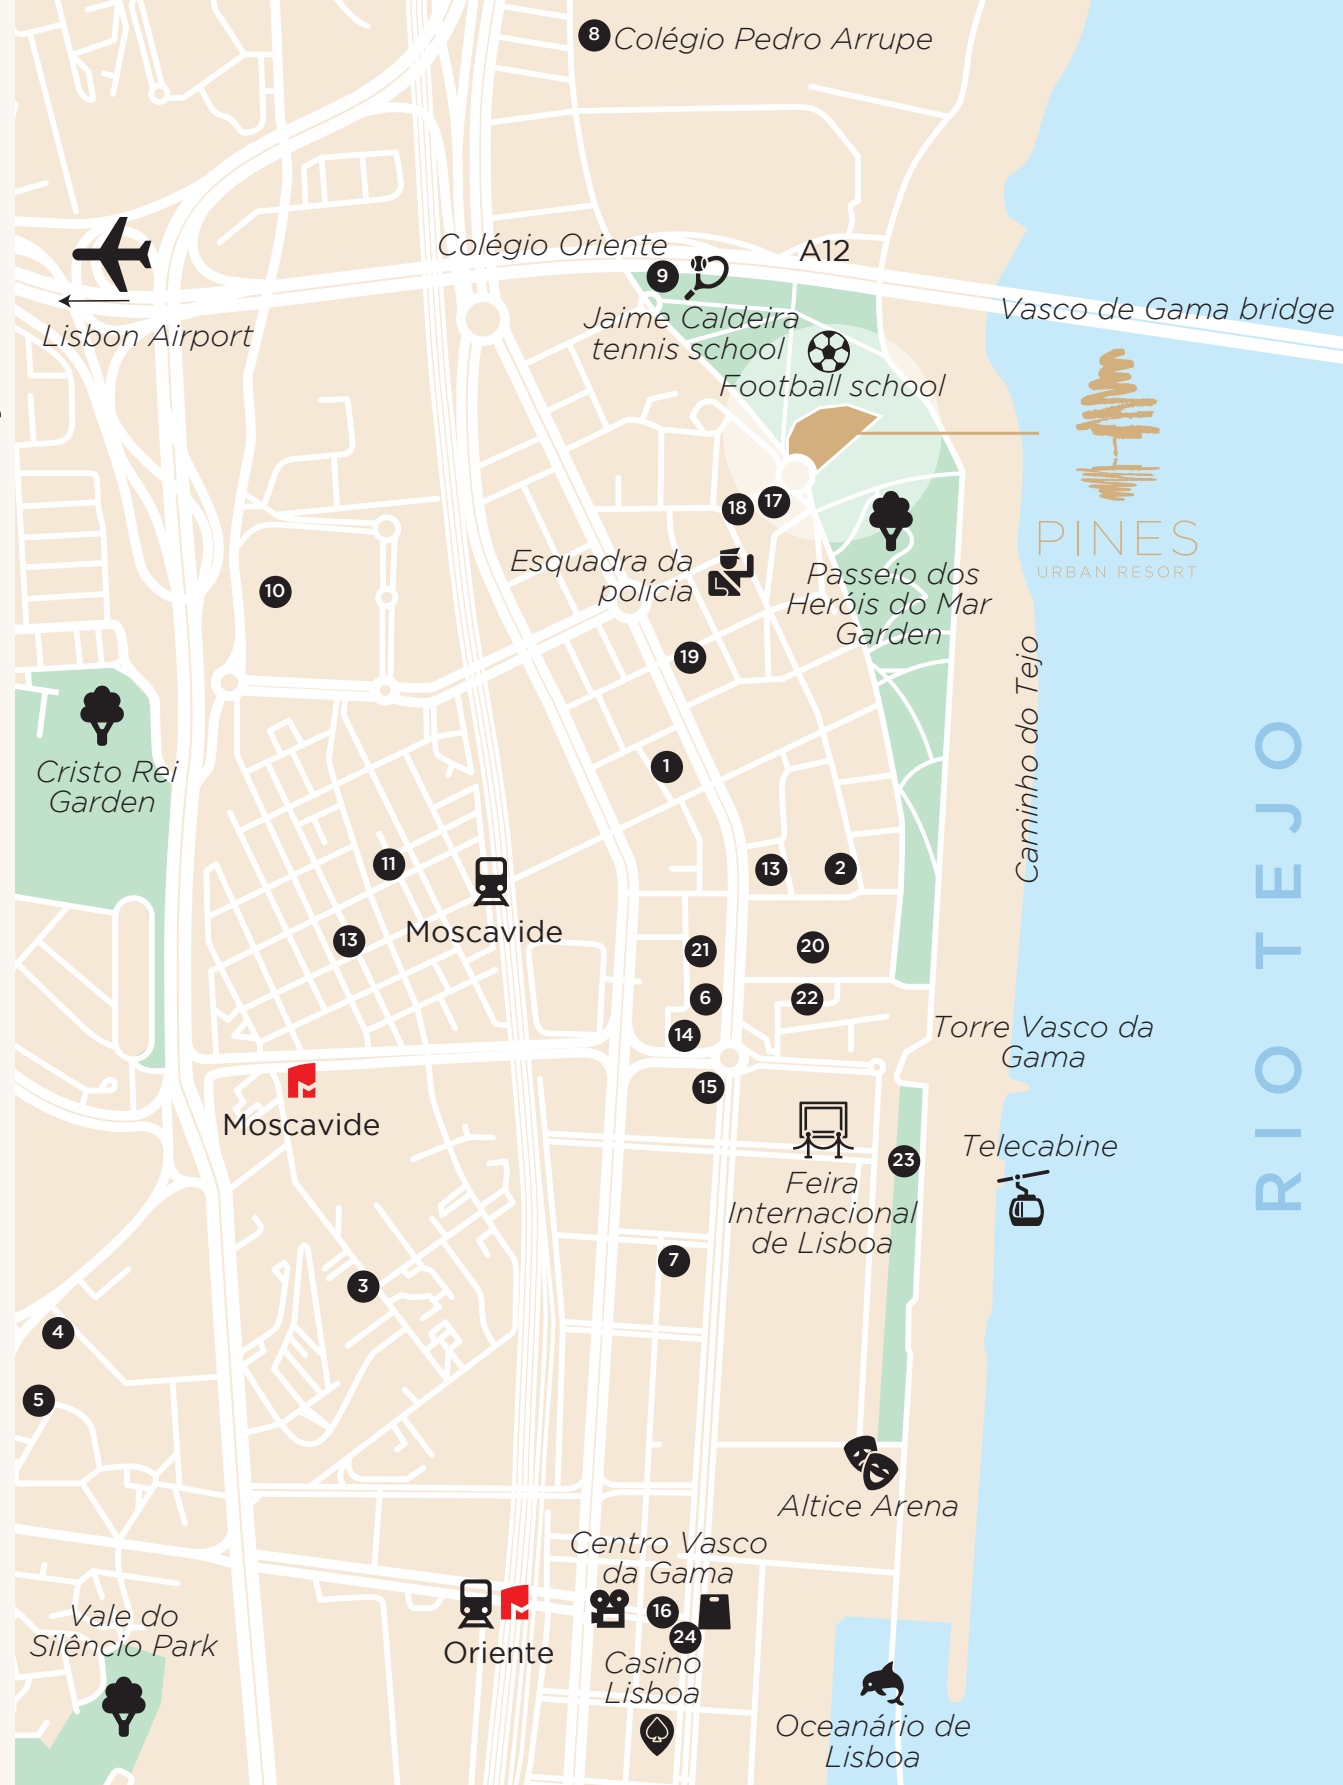 8 Colégio Pedro Arrupe
Colégio Oriente
A12
9
Jaime Caldeira
tennis school
Vasco de Gama bridge
Lisbon Airport
Football school
18
17
PINES
URBAN RESORT
Esquadra da
polícia
Passeio dos
Heróis do Mar
Garden
10
19
Caminho do Tejo
Cristo Rei
Garden
1
RIO TEJO
11
13
2
Moscavide
13
21
20
6
22
14
Torre Vasco da
Gama
15
Moscavide
Telecabine
23
Feira
Internacional
de Lisboa
7
3
4
5
Altice Arena
Centro Vasco
da Gama
16
24
Oriente
Casino
Lisboa
Vale do
Silêncio Park
Oceanário de
Lisboa